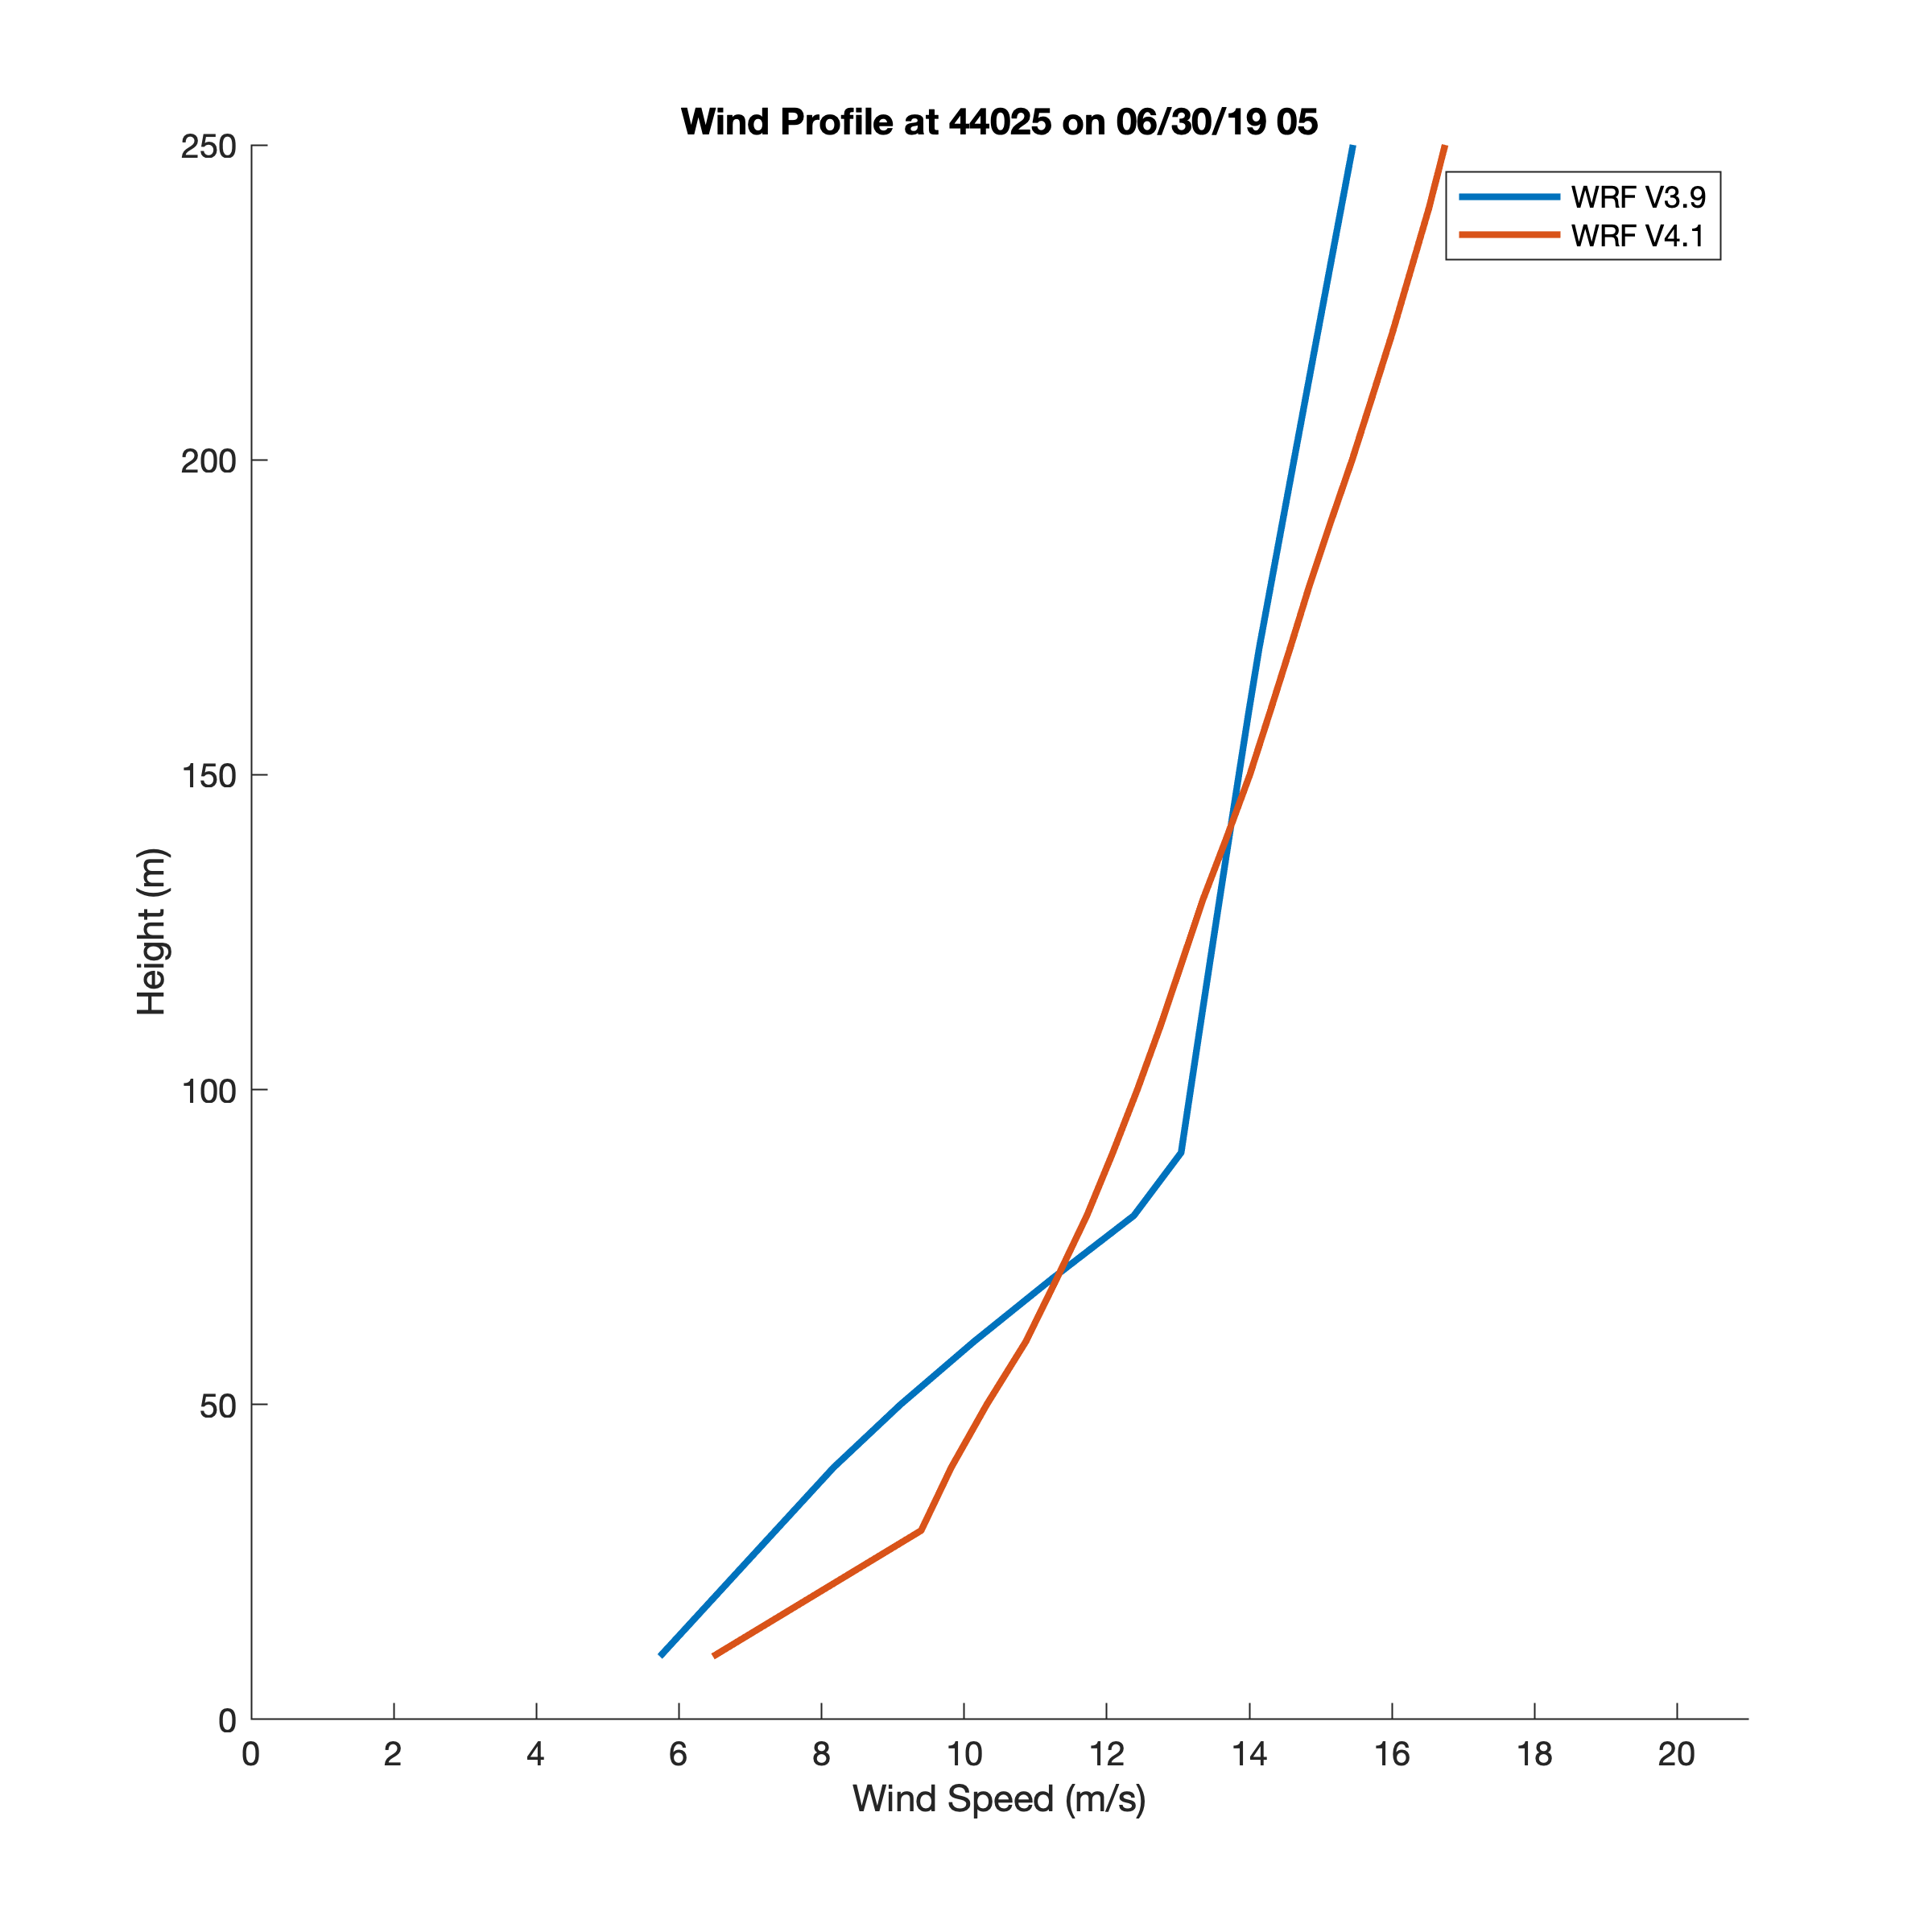 Wind Profile at 44025 on 06/30/19 05
WRF V3.9
WRF V4.1
250
200
150
100
50
0
Height (m)
0 2 4 6 8 10 12 14 16 18 20
Wind Speed (m/s)